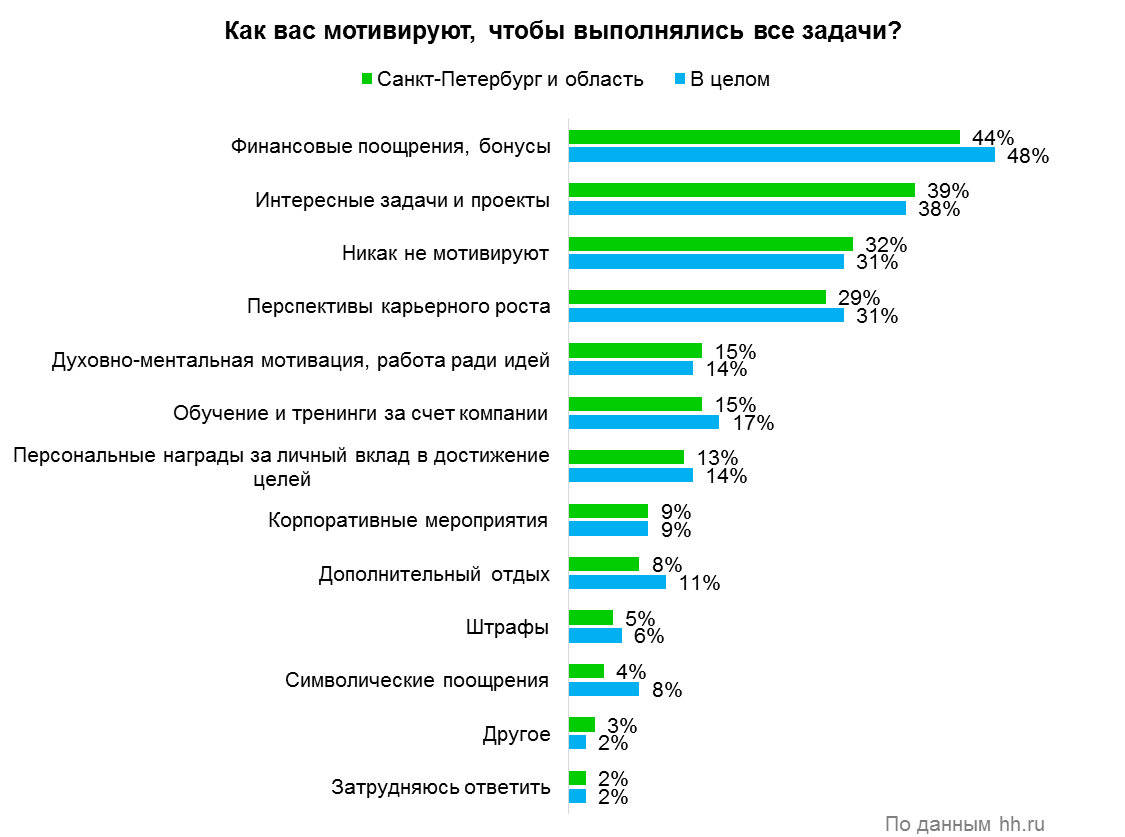 Как вас мотивируют, чтобы выполнялись все задачи?
Санкт-Петербург и область
В целом
Финансовые поощрения, бонусы
44%
48%
Интересные задачи и проекты
39%
38%
Никак не мотивируют
32%
31%
Перспективы карьерного роста
29%
31%
Духовно-ментальная мотивация, работа ради идей
15%
14%
Обучение и тренинги за счет компании
15%
17%
Персональные награды за личный вклад в достижение
целей
13%
14%
Корпоративные мероприятия
9%
9%
Дополнительный отдых
8%
11%
Штрафы
5%
6%
Символические поощрения
4%
8%
Другое
3%
2%
Затрудняюсь ответить
2%
2%
По данным hh.ru